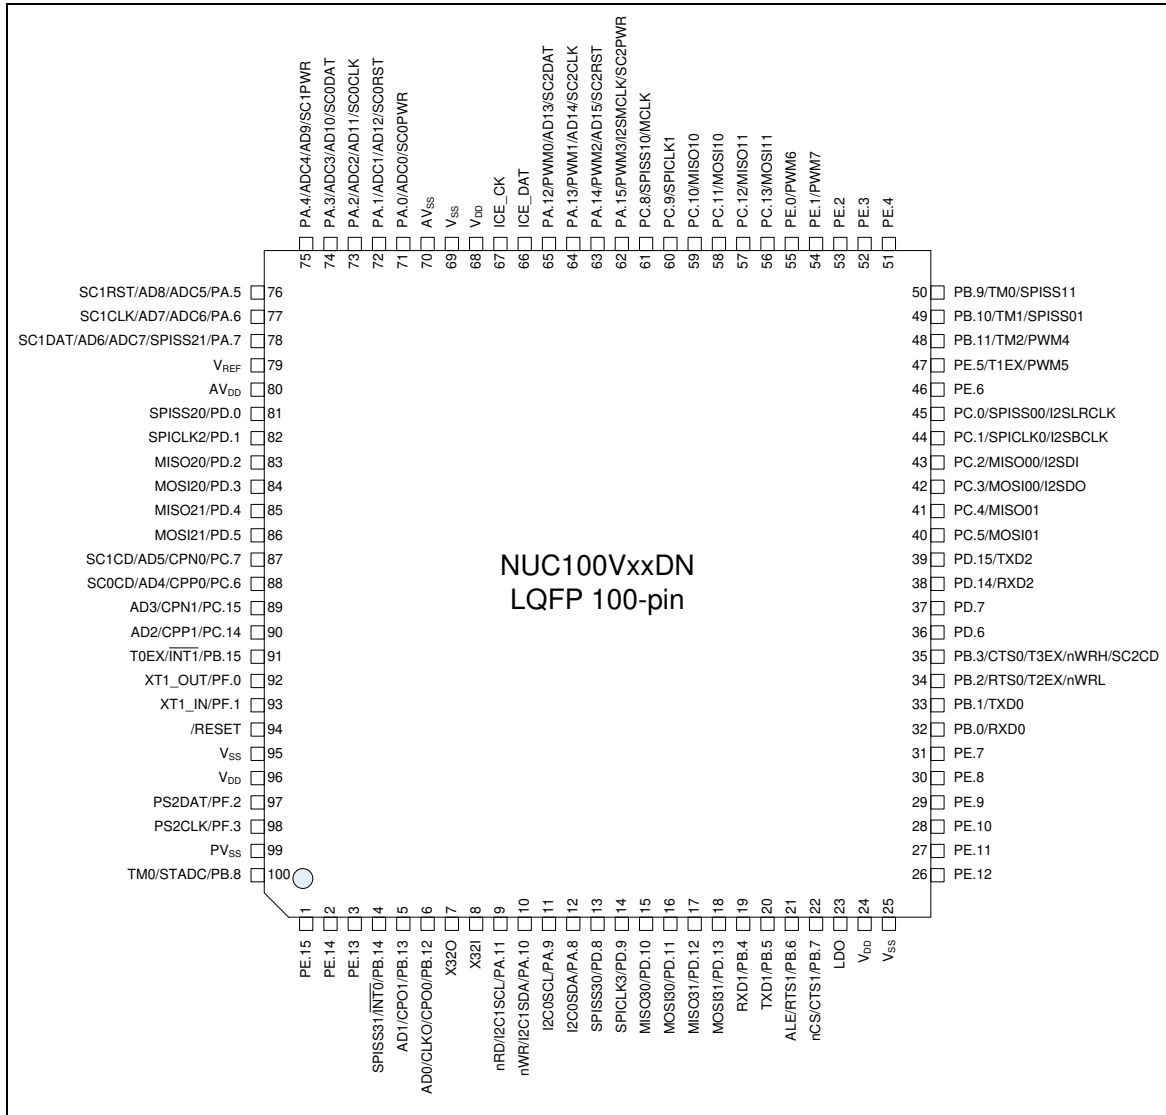 PA.4/ADC4/AD9/SC1PWR
PA.3/ADC3/AD10/SC0DAT
PA.2/ADC2/AD11/SC0CLK
PA.1/ADC1/AD12/SC0RST
PA.0/ADC0/SC0PWR
AVSS
VSS
VDD
ICE_CK
ICE_DAT
PA.12/PWM0/AD13/SC2DAT
PA.13/PWM1/AD14/SC2CLK
PA.14/PWM2/AD15/SC2RST
PA.15/PWM3/I2SMCLK/SC2PWR
PC.8/SPISS10/MCLK
PC.9/SPICLK1
PC.10/MISO10
PC.11/MOSI10
PC.12/MISO11
PC.13/MOSI11
PE.0/PWM6
PE.1/PWM7
PE.2
PE.3
PE.4
75
74
73
72
71
70
69
68
67
66
65
64
63
62
61
60
59
58
57
56
55
54
53
52
51
SC1RST/AD8/ADC5/PA.5 76
SC1CLK/AD7/ADC6/PA.6 77
SC1DAT/AD6/ADC7/SPISS21/PA.7 78
VREF 79
AVDD 80
SPISS20/PD.0 81
SPICLK2/PD.1 82
MISO20/PD.2 83
MOSI20/PD.3 84
MISO21/PD.4 85
MOSI21/PD.5 86
SC1CD/AD5/CPN0/PC.7 87
SC0CD/AD4/CPP0/PC.6 88
AD3/CPN1/PC.15 89
AD2/CPP1/PC.14 90
T0EX/INT1/PB.15 91
XT1_OUT/PF.0 92
XT1_IN/PF.1 93
/RESET 94
VSS 95
VDD 96
PS2DAT/PF.2 97
PS2CLK/PF.3 98
PVSS 99
TM0/STADC/PB.8 100
NUC100VxxDN
LQFP 100-pin
50 PB.9/TM0/SPISS11
49 PB.10/TM1/SPISS01
48 PB.11/TM2/PWM4
47 PE.5/T1EX/PWM5
46 PE.6
45 PC.0/SPISS00/I2SLRCLK
44 PC.1/SPICLK0/I2SBCLK
43 PC.2/MISO00/I2SDI
42 PC.3/MOSI00/I2SDO
41 PC.4/MISO01
40 PC.5/MOSI01
39 PD.15/TXD2
38 PD.14/RXD2
37 PD.7
36 PD.6
35 PB.3/CTS0/T3EX/nWRH/SC2CD
34 PB.2/RTS0/T2EX/nWRL
33 PB.1/TXD0
32 PB.0/RXD0
31 PE.7
30 PE.8
29 PE.9
28 PE.10
27 PE.11
26 PE.12
1
2
3
4
5
6
7
8
9
10
11
12
13
14
15
16
17
18
19
20
21
22
23
24
25
PE.15
PE.14
PE.13
SPISS31/INT0/PB.14
AD1/CPO1/PB.13
AD0/CLKO/CPO0/PB.12
X32O
X32I
nRD/I2C1SCL/PA.11
nWR/I2C1SDA/PA.10
I2C0SCL/PA.9
I2C0SDA/PA.8
SPISS30/PD.8
SPICLK3/PD.9
MISO30/PD.10
MOSI30/PD.11
MISO31/PD.12
MOSI31/PD.13
RXD1/PB.4
TXD1/PB.5
ALE/RTS1/PB.6
nCS/CTS1/PB.7
LDO
VDD
VSS